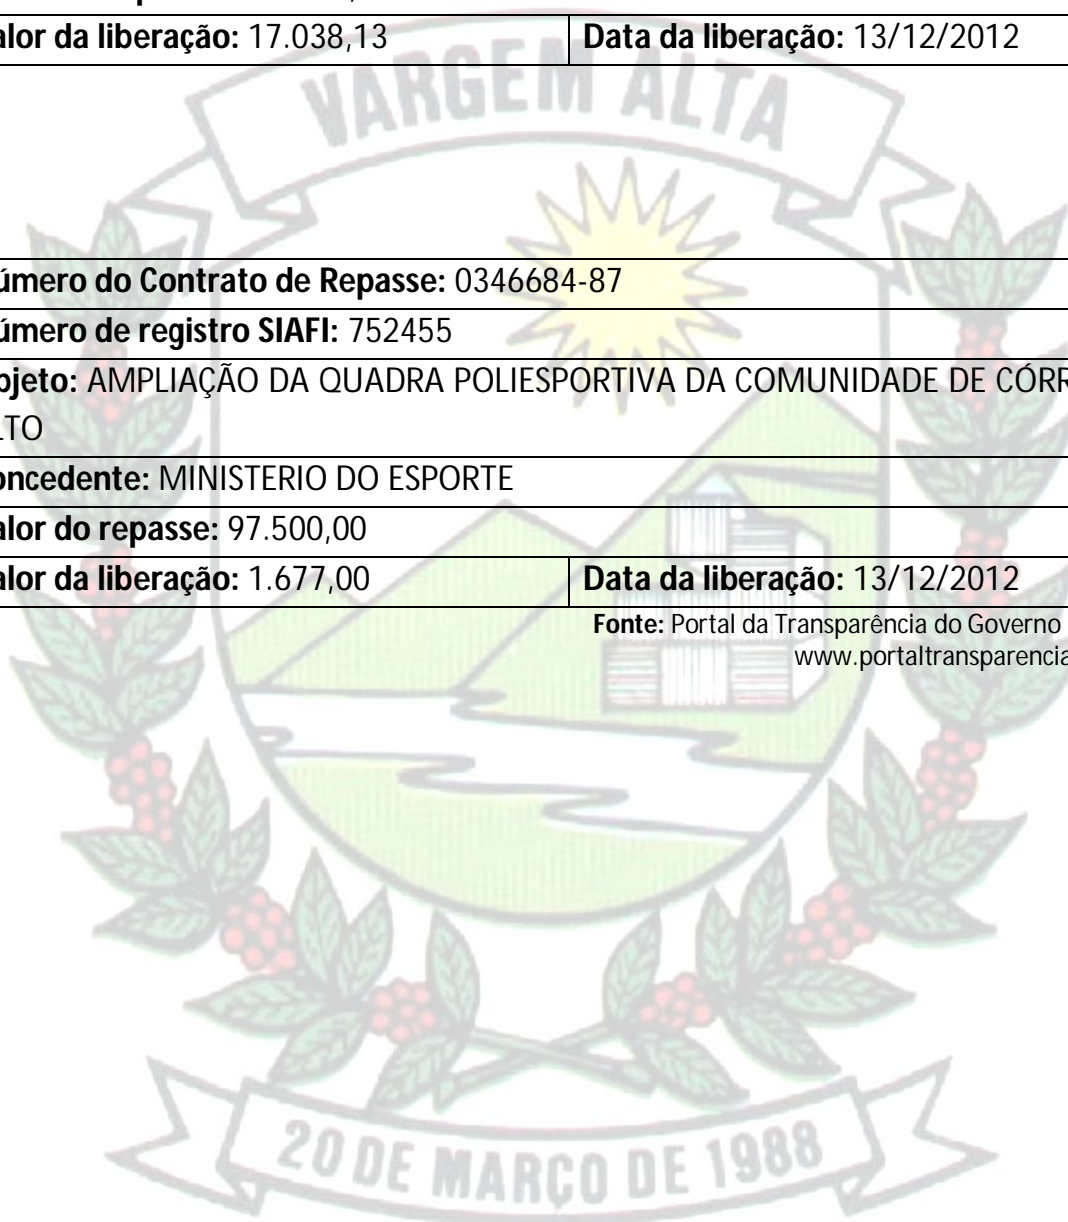 alor da liberação: 17.038,13 Data da liberação: 13/12/2012
VARGEM ALTA
úmero do Contrato de Repasse: 0346684-87
úmero de registro SIAFI: 752455
bjeto: AMPLIAÇÃO DA QUADRA POLIESPORTIVA DA COMUNIDADE DE CÓRR
LTO
oncedente: MINISTERIO DO ESPORTE
alor do repasse: 97.500,00
alor da liberação: 1.677,00 Data da liberação: 13/12/2012
Fonte: Portal da Transparência do Governo
www.portaltransparencia
20 DE MARÇO DE 1988